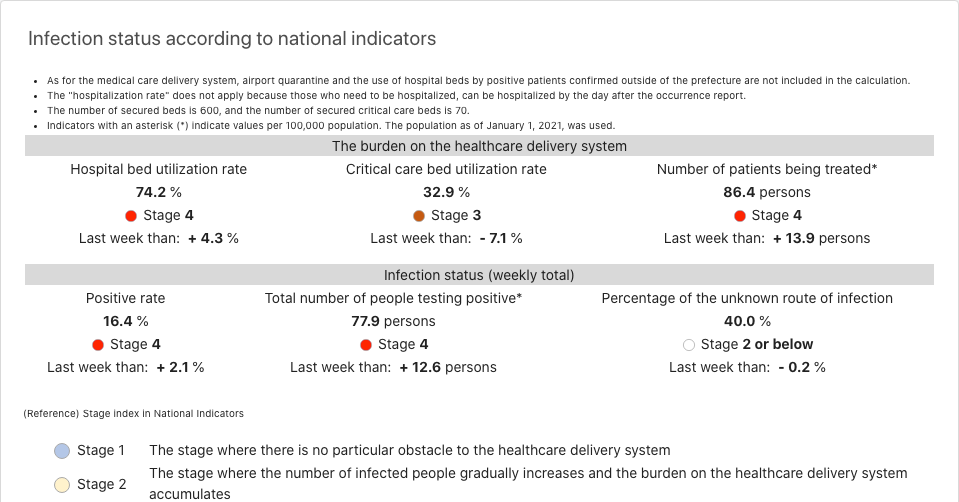 Infection status according to national indicators
• As for the medical care delivery system, airport quarantine and the use of hospital beds by positive patients confirmed outside of the prefecture are not included in the calculation.
• The "hospitalization rate" does not apply because those who need to be hospitalized, can be hospitalized by the day after the occurrence report.
• The number of secured beds is 600, and the number of secured critical care beds is 70.
• Indicators with an asterisk (*) indicate values per 100,000 population. The population as of January 1, 2021, was used.
The burden on the healthcare delivery system
Hospital bed utilization rate Critical care bed utilization rate Number of patients being treated*
74.2 % 32.9 % 86.4 persons
Stage 4 Stage 3 Stage 4
Last week than: + 4.3 % Last week than: - 7.1 % Last week than: + 13.9 persons
Infection status (weekly total)
Positive rate Total number of people testing positive* Percentage of the unknown route of infection
16.4 % 77.9 persons 40.0 %
Stage 4 Stage 4 Stage 2 or below
Last week than: + 2.1 % Last week than: + 12.6 persons Last week than: - 0.2 %
(Reference) Stage index in National Indicators
Stage 1 The stage where there is no particular obstacle to the healthcare delivery system
Stage 2 The stage where the number of infected people gradually increases and the burden on the healthcare delivery system
accumulates